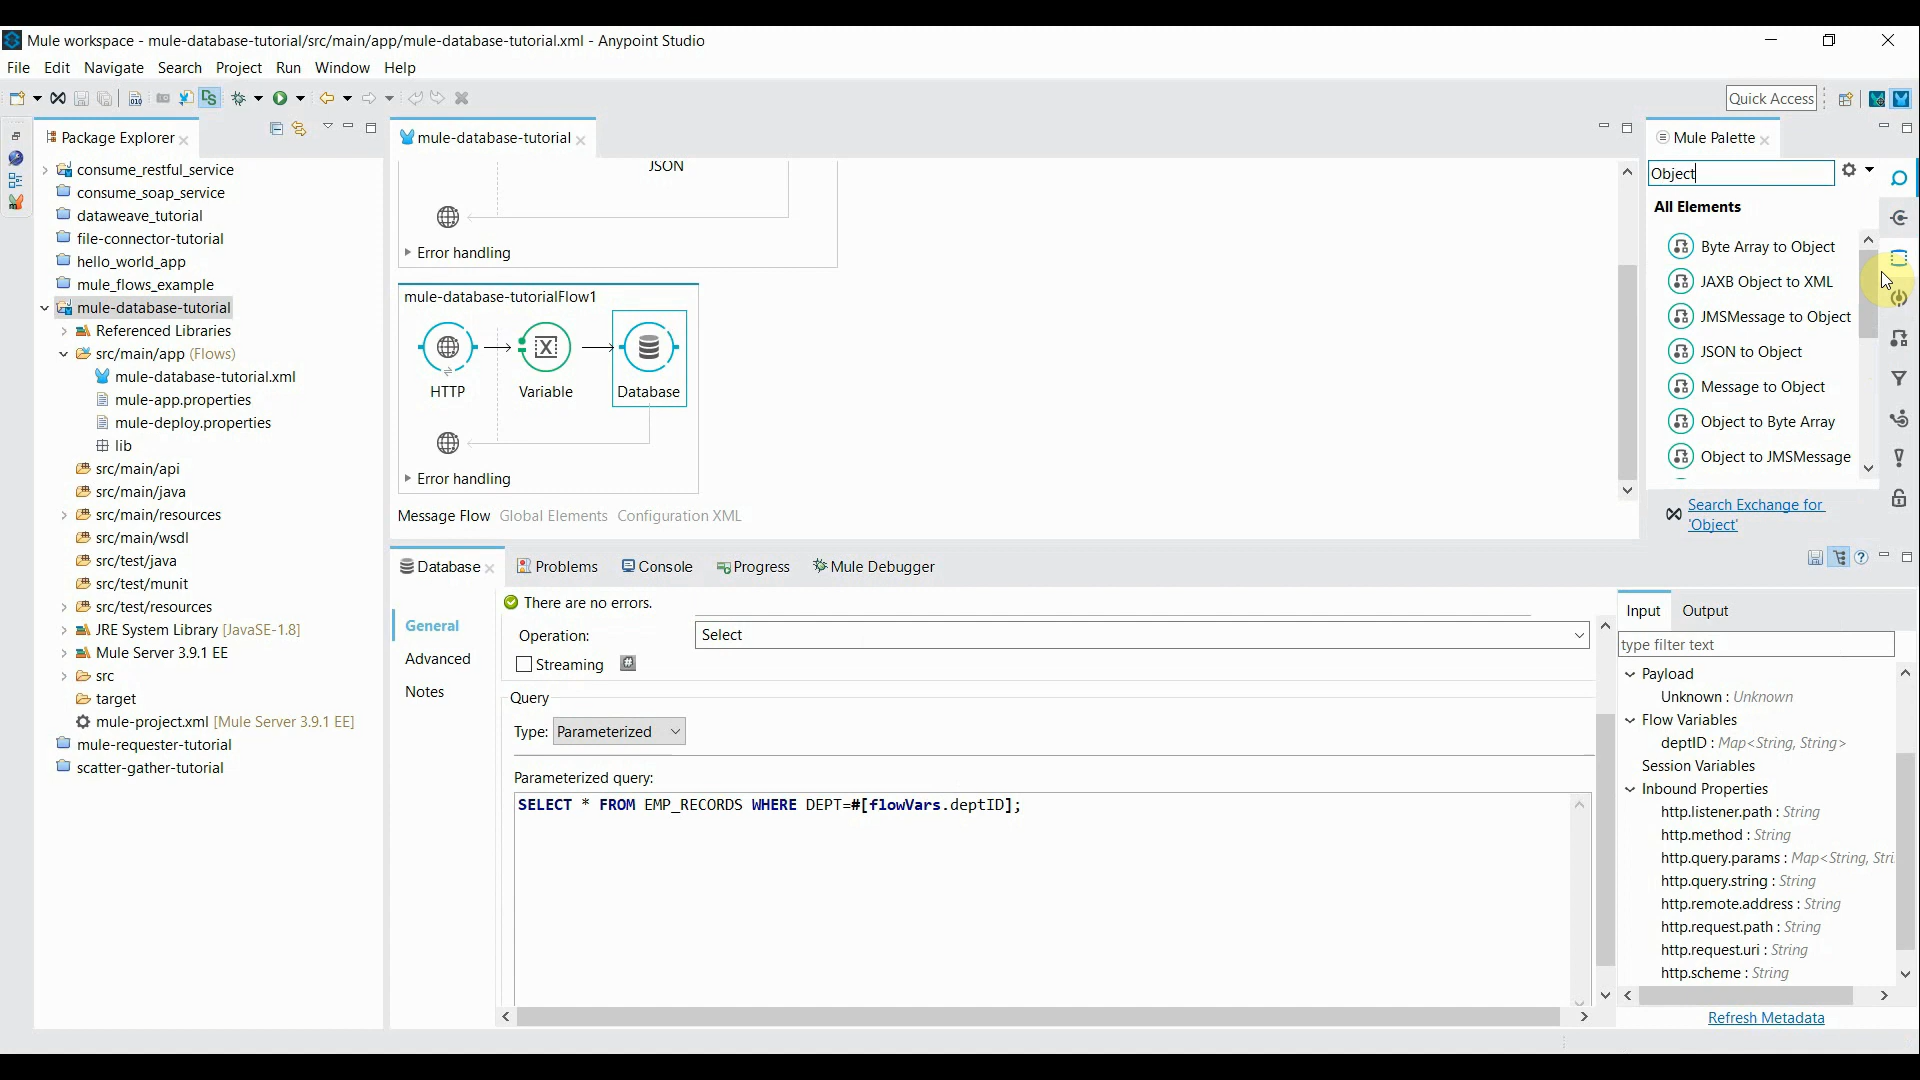 Mule workspace - mule-database-tutorial/src/main/app/mule-database-tutorial.xml - Anypoint Studio
File Edit Navigate Search Project Run Window Help
Quick Access
Package Explorer
consume_restful_service
consume_soap_service
dataweave_tutorial
file-connector-tutorial
hello_world_app
mule_flows_example
mule-database-tutorial
Referenced Libraries
src/main/app (Flows)
mule-database-tutorial.xml
mule-app.properties
mule-deploy.properties
lib
src/main/api
src/main/java
src/main/resources
src/main/wsdl
src/test/java
src/test/munit
src/test/resources
JRE System Library [JavaSE-1.8]
Mule Server 3.9.1 EE
src
target
mule-project.xml [Mule Server 3.9.1 EE]
mule-requester-tutorial
scatter-gather-tutorial
mule-database-tutorial
JSON
Error handling
mule-database-tutorialFlow1
HTTP Variable Database
Error handling
Message Flow Global Elements Configuration XML
Mule Palette
Object
All Elements
Byte Array to Object
JAXB Object to XML
JMSMessage to Object
JSON to Object
Message to Object
Object to Byte Array
Object to JMSMessage
Search Exchange for
'Object'
Database Problems Console Progress Mule Debugger
There are no errors.
General
Advanced
Notes
Operation: Select
Streaming
Query
Type: Parameterized
Parameterized query:
SELECT * FROM EMP_RECORDS WHERE DEPT=#[flowVars.deptID];
Input Output
type filter text
Payload
Unknown : Unknown
Flow Variables
deptID : Map<String, String>
Session Variables
Inbound Properties
http.listener.path : String
http.method : String
http.query.params : Map<String, Stri
http.query.string : String
http.remote.address : String
http.request.path : String
http.request.uri : String
http.scheme : String
Refresh Metadata